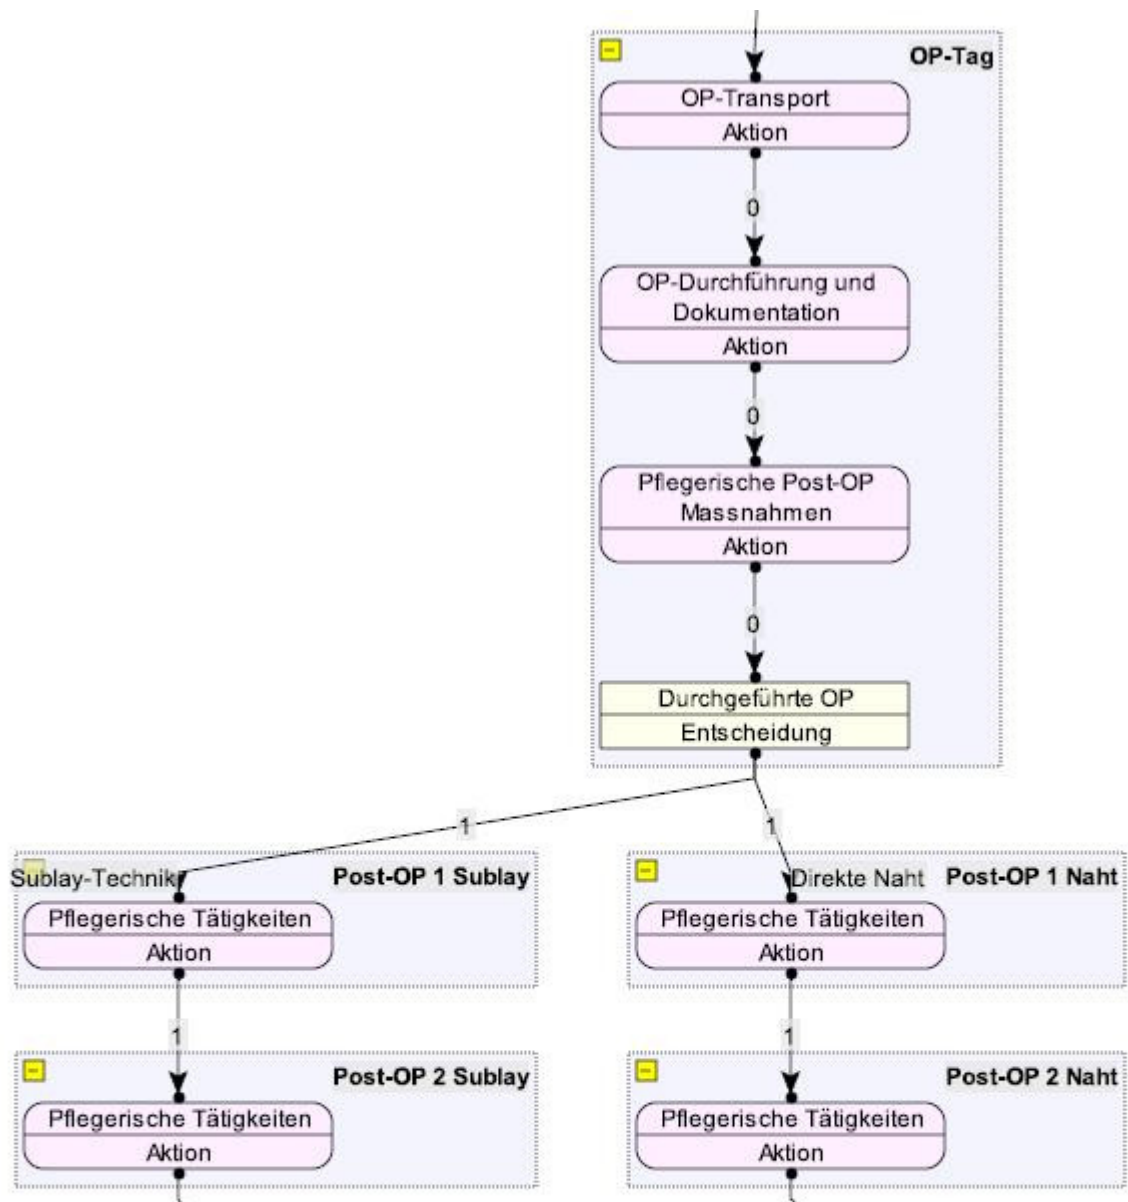 OP-Tag
OP-Transport
Aktion
0
OP-Durchführung und
Dokumentation
Aktion
0
Pflegerische Post-OP
Massnahmen
Aktion
0
Durchgeführte OP
Entscheidung
1
1
Sublay-Technik
Post-OP 1 Sublay
Pflegerische Tätigkeiten
Aktion
1
Direkte Naht
Post-OP 1 Naht
Pflegerische Tätigkeiten
Aktion
1
Post-OP 2 Sublay
Pflegerische Tätigkeiten
Aktion
Post-OP 2 Naht
Pflegerische Tätigkeiten
Aktion